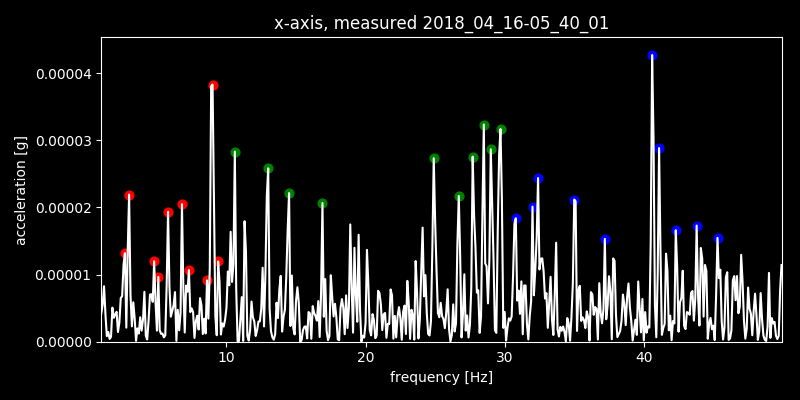 x-axis, measured 2018_04_16-05_40_01
0.00004
0.00003
0.00002
0.00001
0.00000
acceleration [g]
10 20 30 40
frequency [Hz]